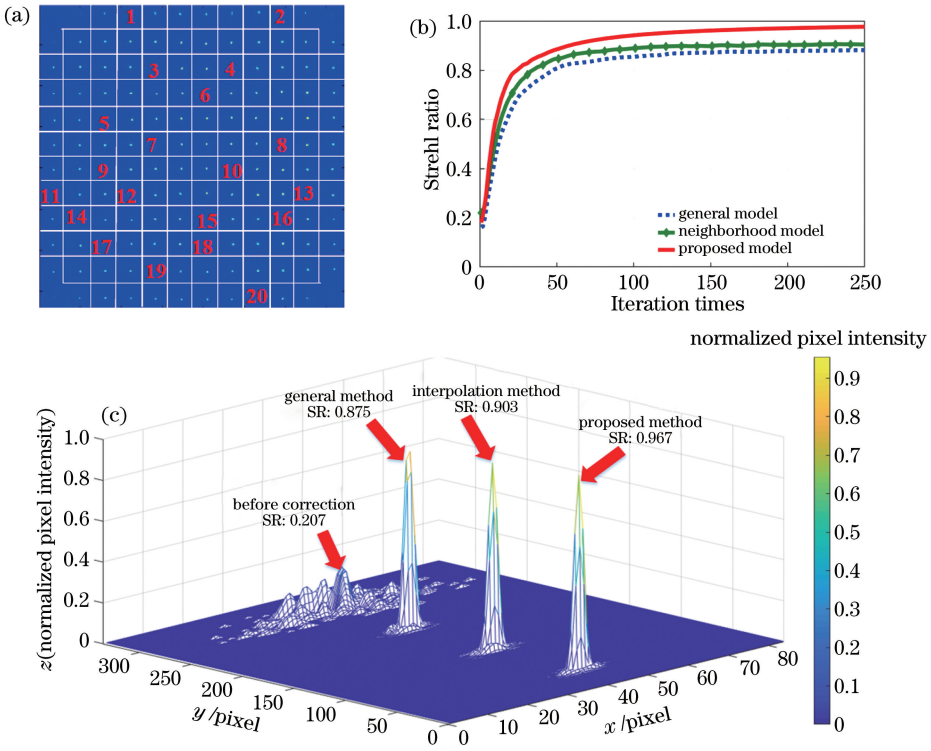 (a)
1 2
3 4
6
5
7 8
9 10
11 12 13
14 15 16
17 18
19
20
(b)
1.0
0.8
0.6
0.4
0.2
0
Strehl ratio
general model
neighborhood model
proposed model
0 50 100 150 200 250
Iteration times
(c)
normalized pixel intensity
0.9
0.8
0.7
0.6
0.5
0.4
0.3
0.2
0.1
0
general method
SR: 0.875
interpolation method
SR: 0.903
proposed method
SR: 0.967
before correction
SR: 0.207
z(normalized pixel intensity)
1.0
0.8
0.6
0.4
0.2
0
300 250 200 150 100 50 0
y/pixel
0 10 20 30 40 50 60 70 80
x/pixel